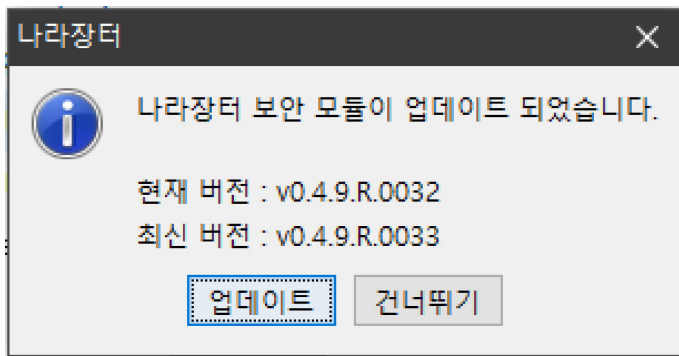 나라장터
나라장터 보안 모듈이 업데이트 되었습니다.
현재 버전 : v0.4.9.R.0032
최신 버전 : v0.4.9.R.0033
업데이트 건너뛰기